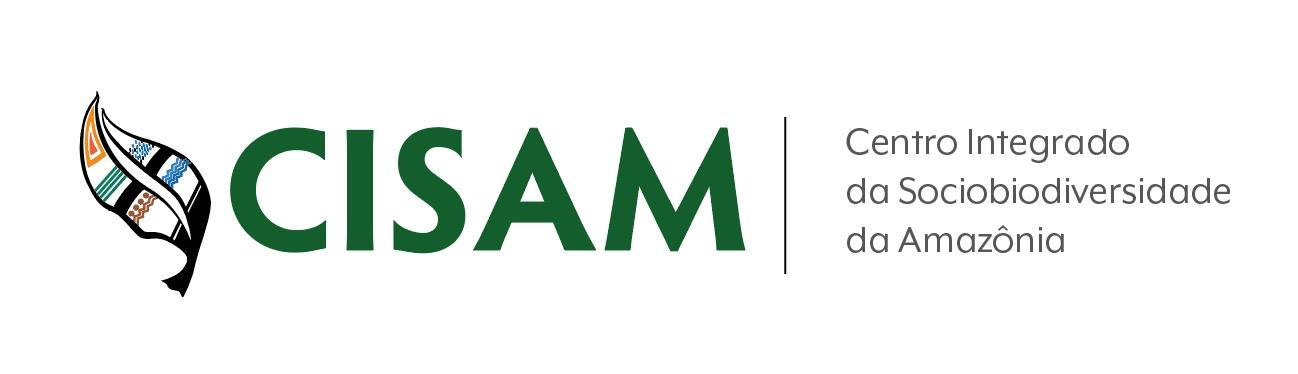 CISAM
Centro Integrado
da Sociobiodiversidade
da Amazônia